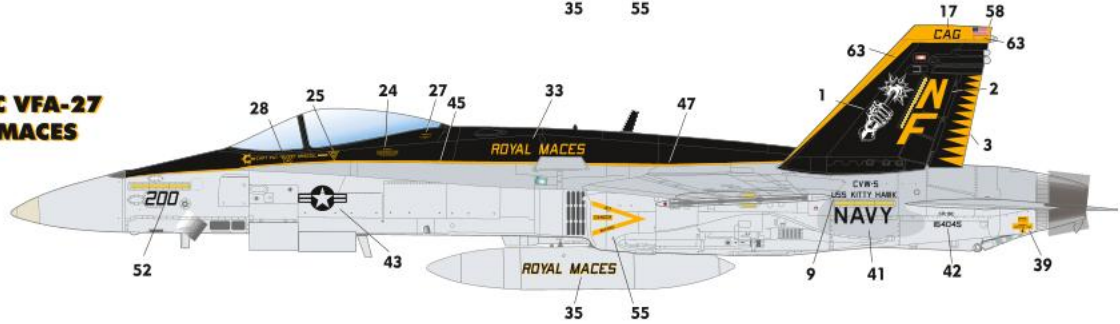 35 55
17 58
CAG
63 63
C VFA-27
MACES
1 2
N
F
28 25 24 27 45 33 47
3
ROYAL MACES
200
CVW-5
USS KITTY HAWK
NAVY
164045
52 43
ROYAL MACES
9 41 42 39
35 55